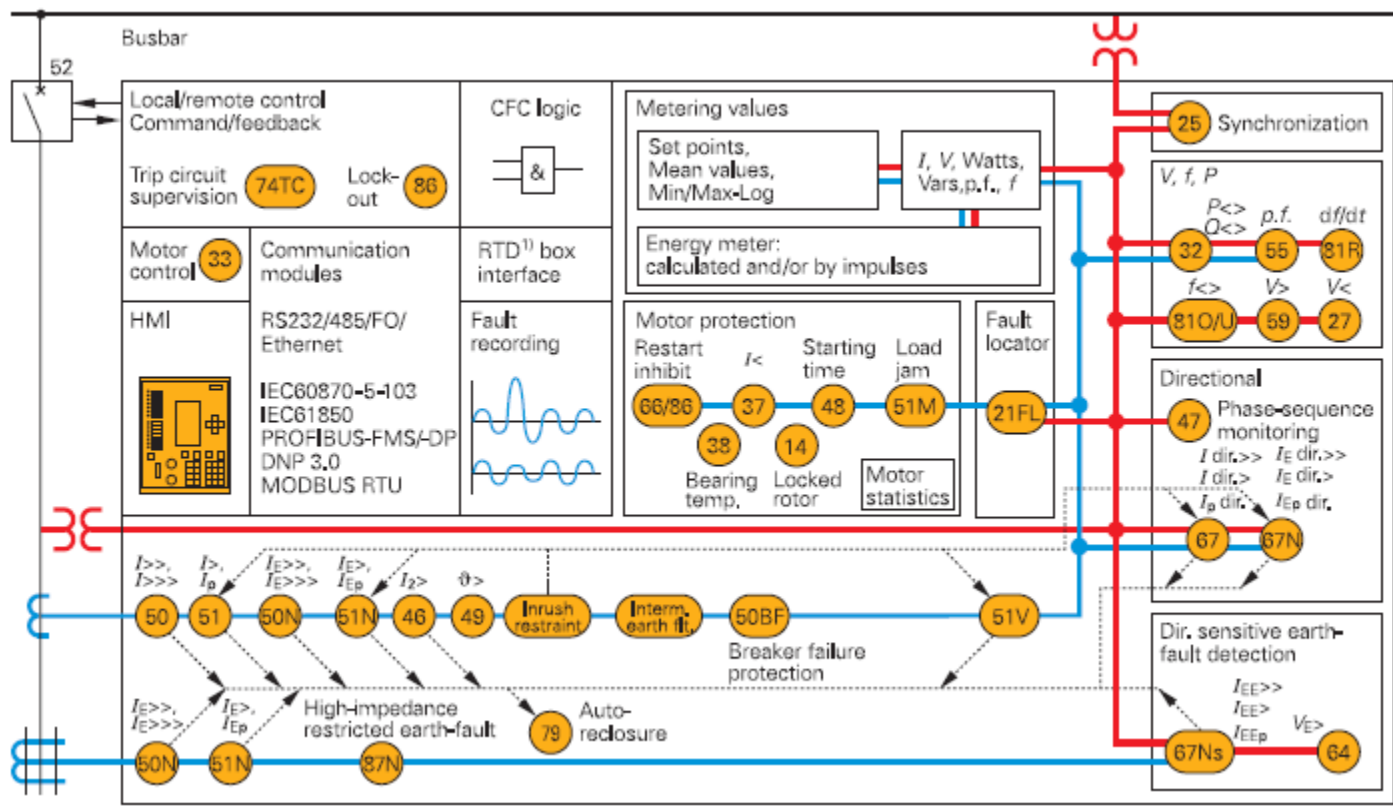 Busbar
52
Local/remote control
Command/feedback
Trip circuit
supervision
74TC
Lock-
out
86
CFC logic
&
Motor
control
33
Communication
modules
RTD1) box
interface
HMI
RS232/485/FO/
Ethernet
IEC60870-5-103
IEC61850
PROFIBUS-FMS/-DP
DNP 3.0
MODBUS RTU
Fault
recording
Metering values
Set points,
Mean values,
Min/Max-Log
I, V, Watts,
Vars,p.f., f
Energy meter:
calculated and/or by impulses
Motor protection
Restart
inhibit
I<
Starting
time
Load
jam
66/86
37
48
51M
38
14
Bearing
temp.
Locked
rotor
Motor
statistics
Fault
locator
21FL
25
Synchronization
V, f, P
P<>
Q<>
p.f.
df/dt
32
55
81R
f<>
V>
V<
81O/U
59
27
Directional
47
Phase-sequence
monitoring
I dir.>>
I dir.>
Ip dir.
IE dir.>>
IE dir.>
IEp dir.
67
67N
I>>,
I>>>
I>,
Ip
IE>>,
IE>>>
IE>,
IEp
I2>
ϑ>
50
51
50N
51N
46
49
Inrush
restraint
Interm.
earth flt.
50BF
51V
Breaker failure
protection
IE>>,
IE>>>
IE>,
IEp
High-impedance
restricted earth-fault
79
Auto-
reclosure
50N
51N
87N
Dir. sensitive earth-
fault detection
IEE>>
IEE>
IEEp
VE>
67Ns
64